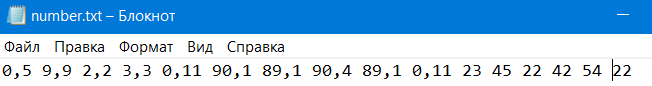 number.txt – Блокнот
Файл Правка Формат Вид Справка
0,5 9,9 2,2 3,3 0,11 90,1 89,1 90,4 89,1 0,11 23 45 22 42 54 22